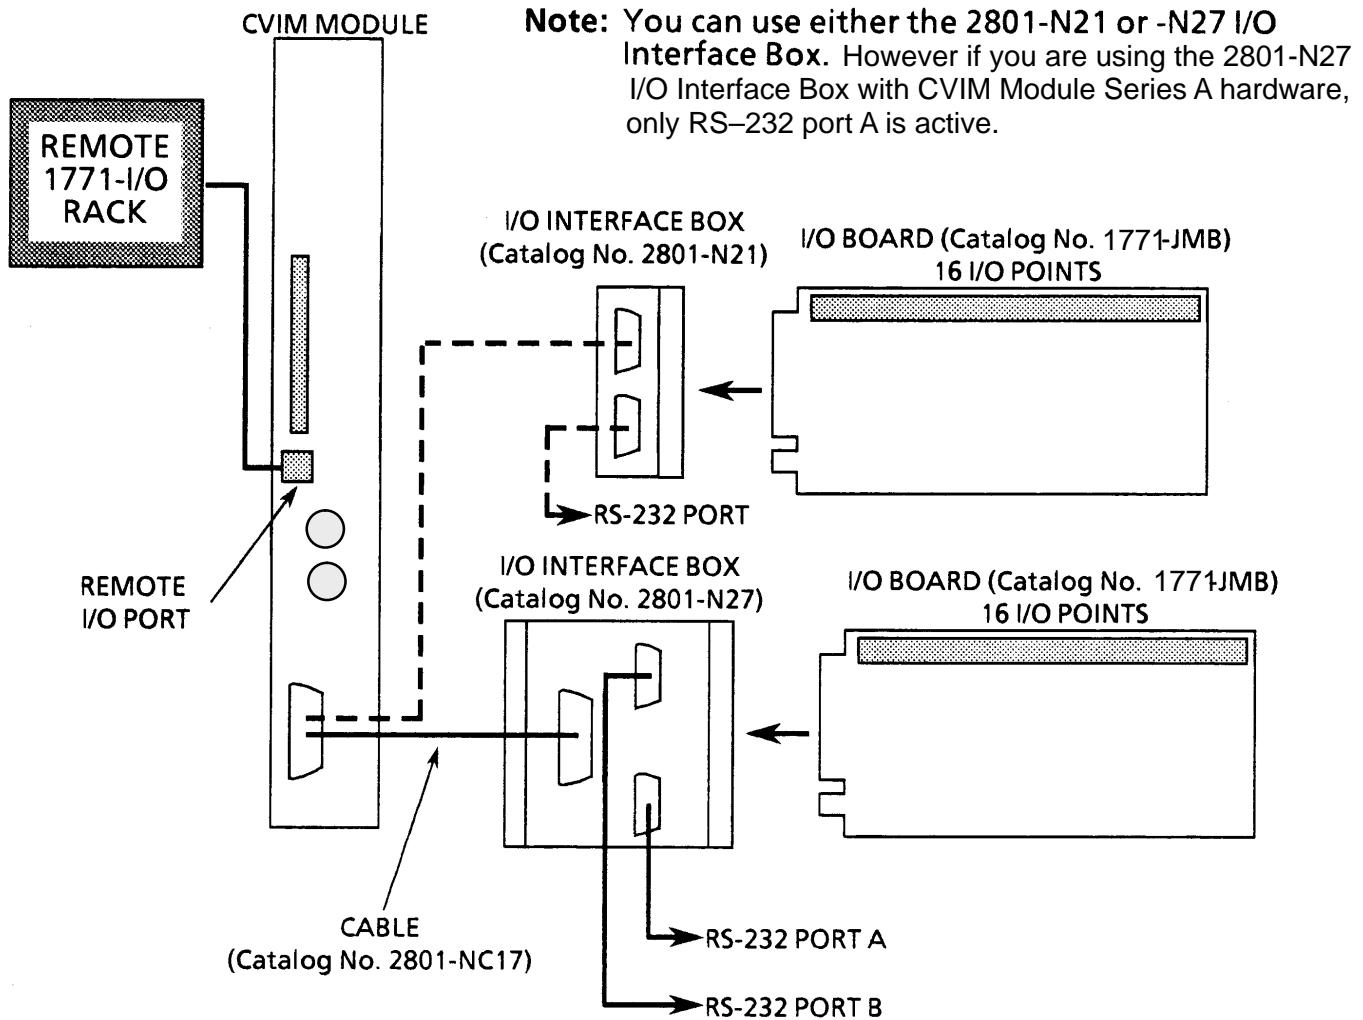 CVIM MODULE
Note: You can use either the 2801-N21 or -N27 I/O
Interface Box. However if you are using the 2801-N27
I/O Interface Box with CVIM Module Series A hardware,
only RS–232 port A is active.
REMOTE
1771-I/O
RACK
I/O INTERFACE BOX
(Catalog No. 2801-N21)
I/O BOARD (Catalog No. 1771-JMB)
16 I/O POINTS
RS-232 PORT
REMOTE
I/O PORT
I/O INTERFACE BOX
(Catalog No. 2801-N27)
I/O BOARD (Catalog No. 1771-JMB)
16 I/O POINTS
CABLE
(Catalog No. 2801-NC17)
RS-232 PORT A
RS-232 PORT B